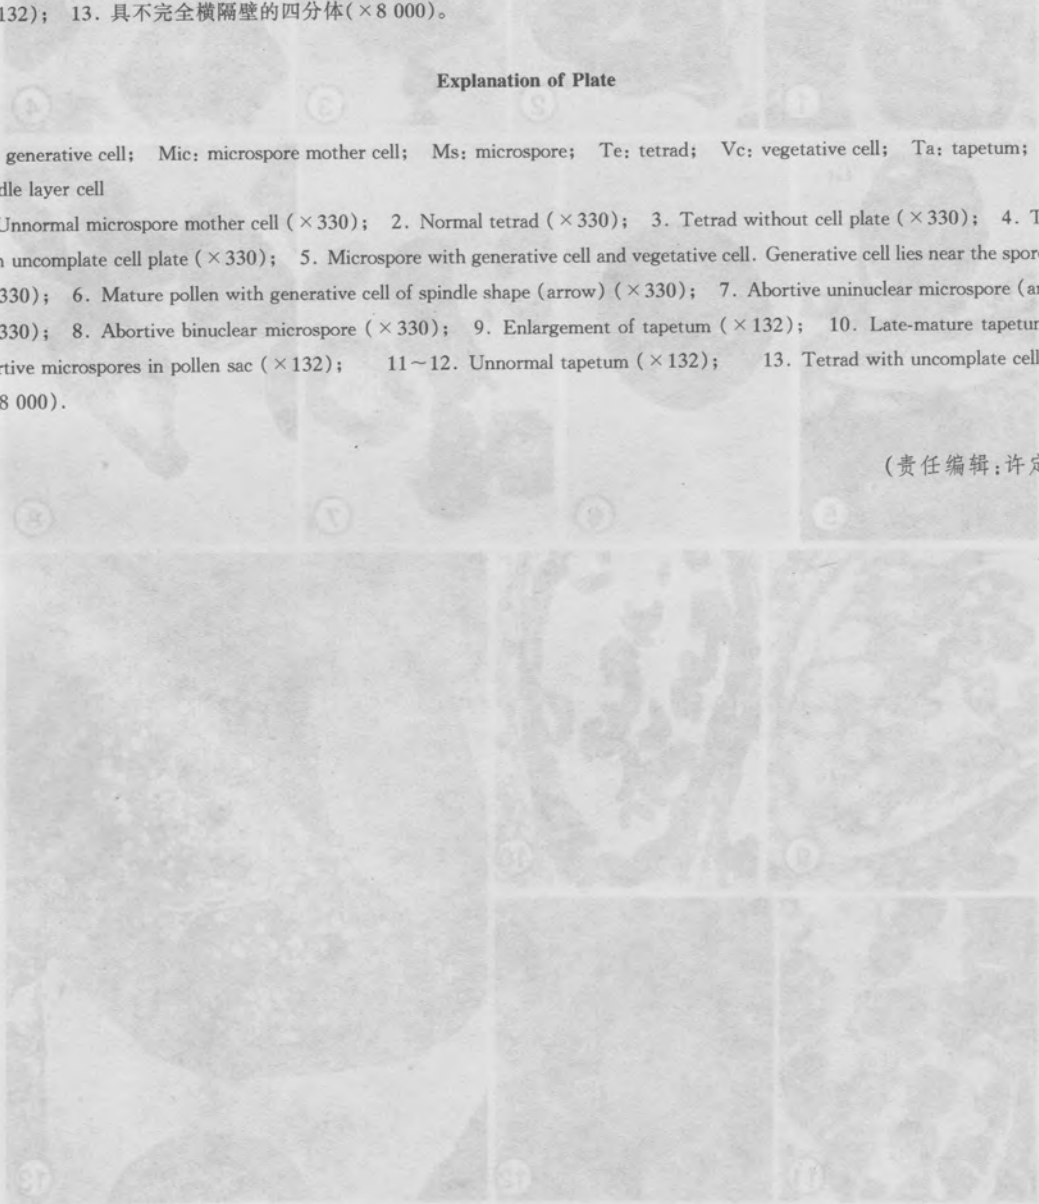 132)； 13. 具不完全横隔壁的四分体(×8 000)。
Explanation of Plate
generative cell; Mic: microspore mother cell; Ms: microspore; Te: tetrad; Vc: vegetative cell; Ta: tapetum;
dle layer cell
Unnormal microspore mother cell (×330); 2. Normal tetrad (×330); 3. Tetrad without cell plate (×330); 4. T
n uncomplate cell plate (×330); 5. Microspore with generative cell and vegetative cell. Generative cell lies near the spor
330); 6. Mature pollen with generative cell of spindle shape (arrow) (×330); 7. Abortive uninuclear microspore (ar
330); 8. Abortive binuclear microspore (×330); 9. Enlargement of tapetum (×132); 10. Late-mature tapetu
rtive microspores in pollen sac (×132); 11~12. Unnormal tapetum (×132); 13. Tetrad with uncomplate cell
8 000).
(责任编辑:许定